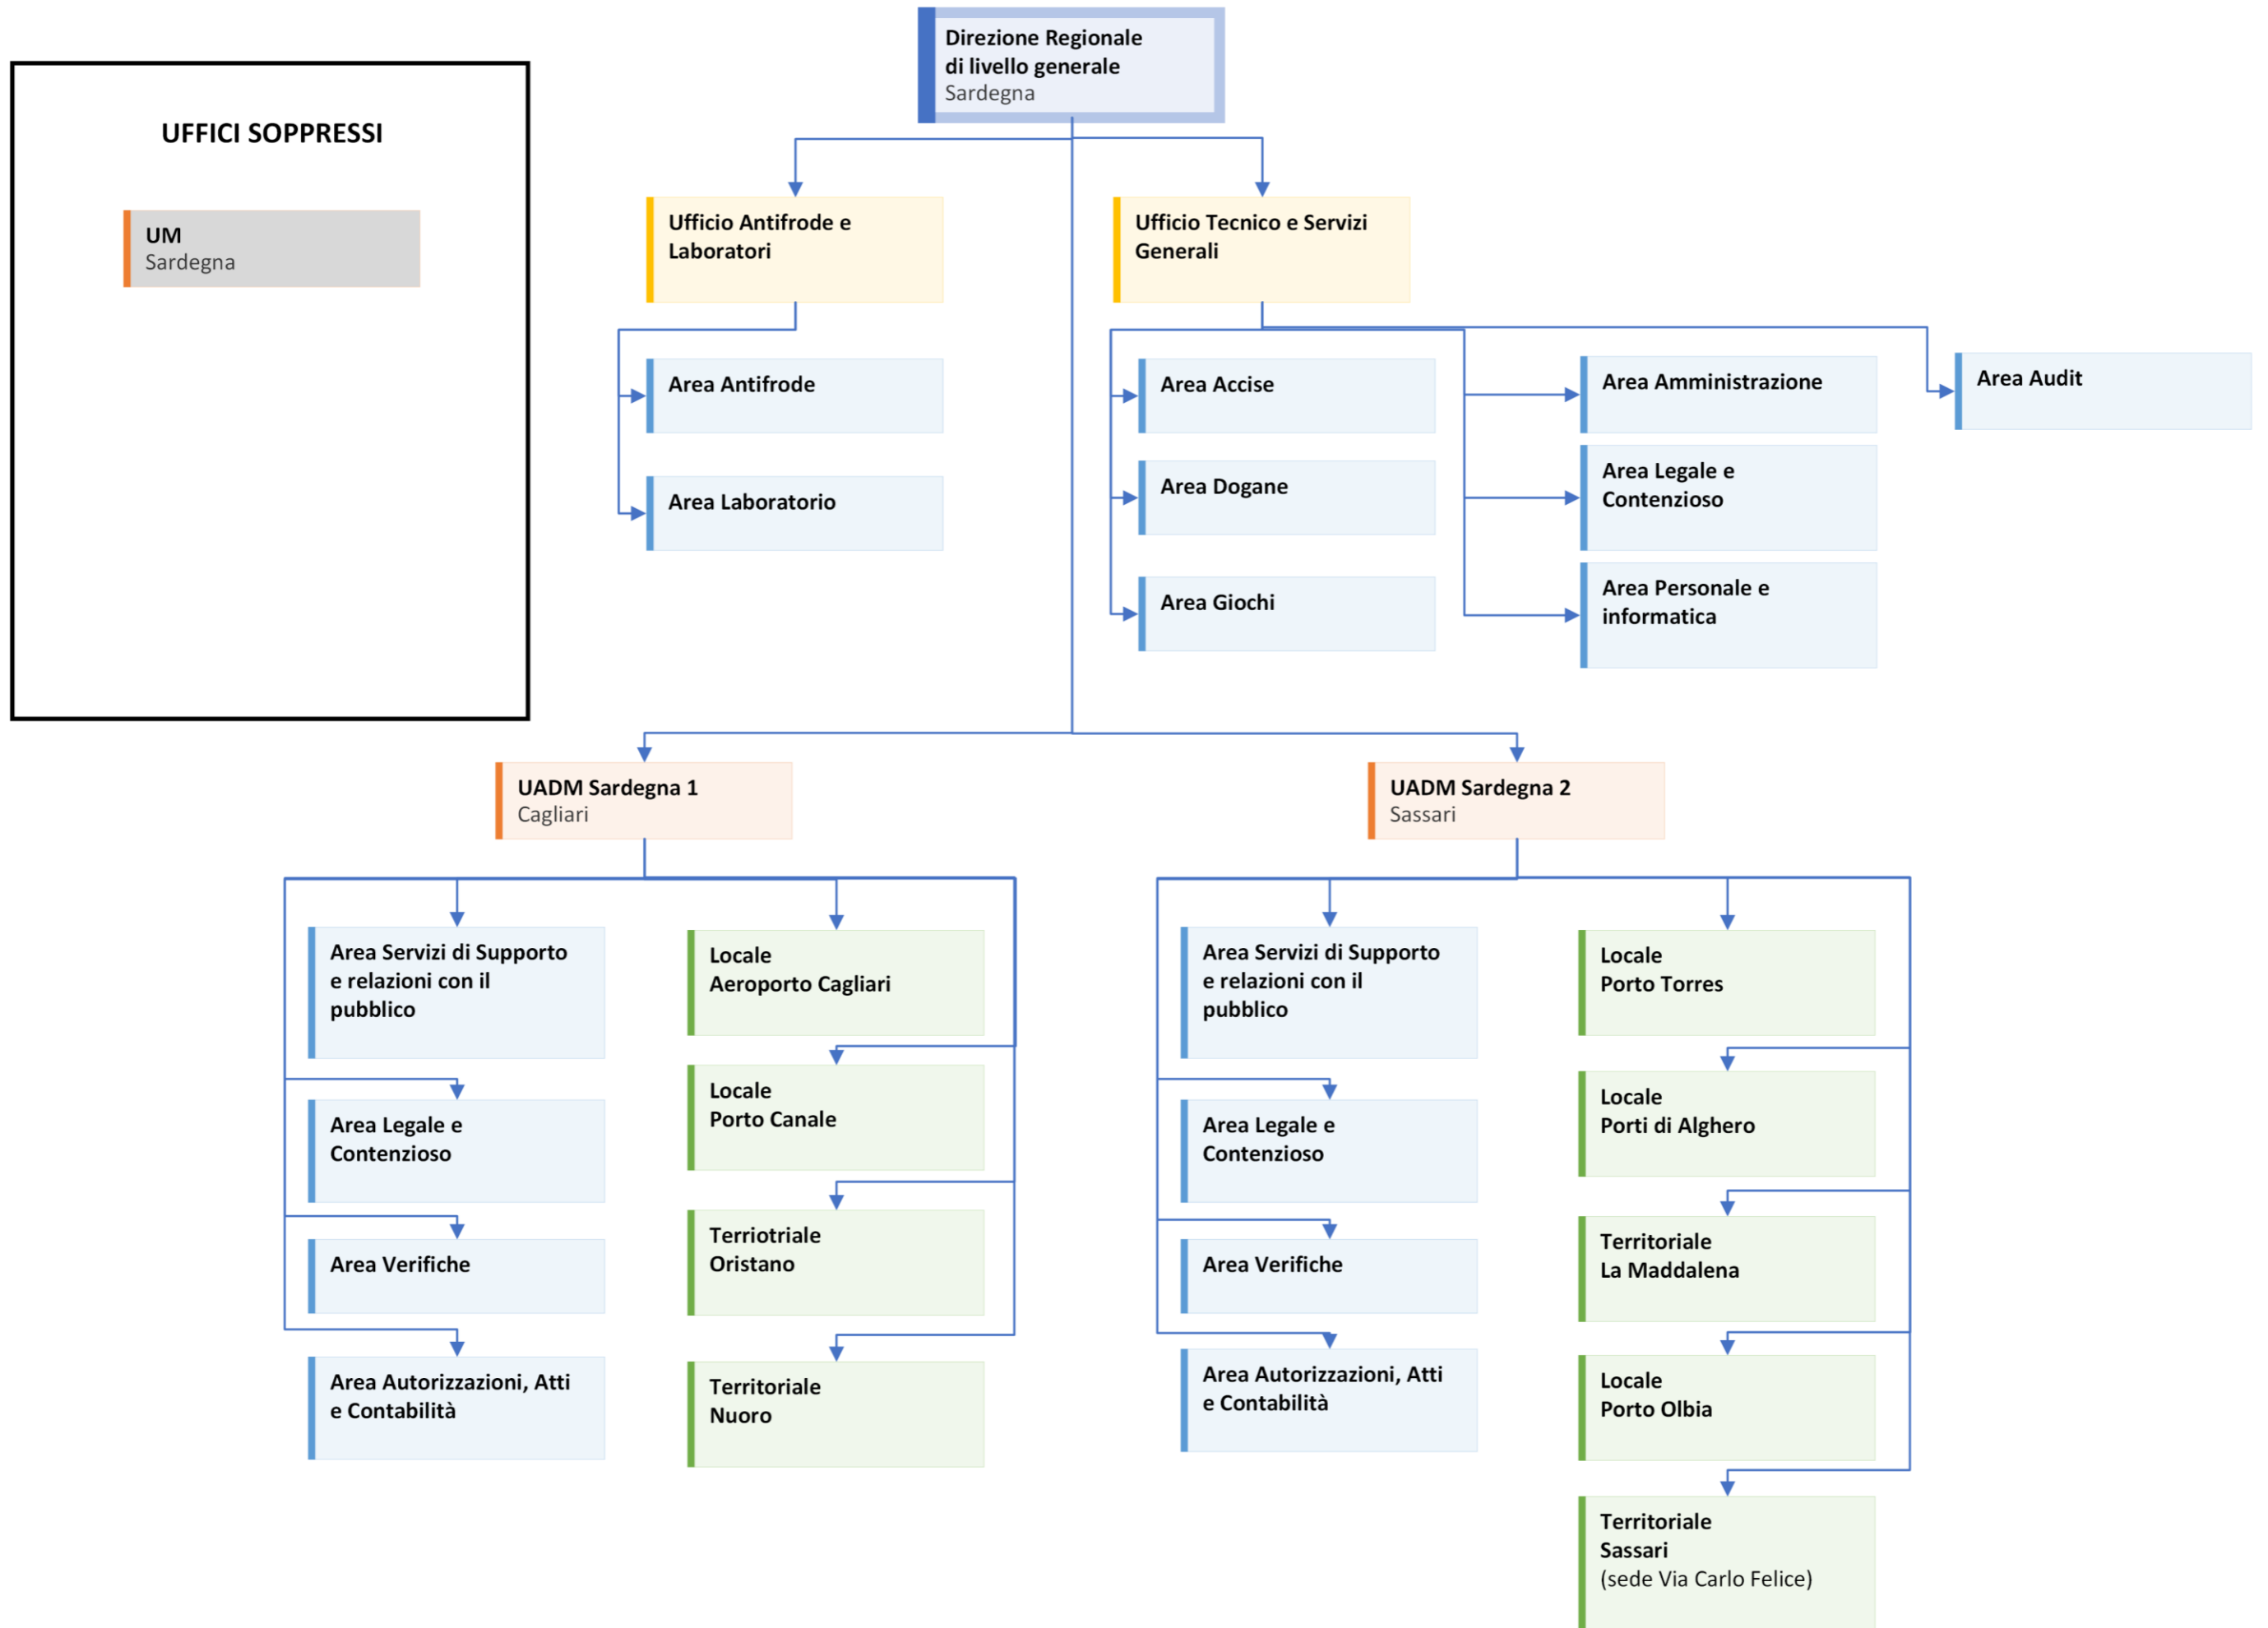 Direzione Regionale
di livello generale
Sardegna
UFFICI SOPPRESSI
UM
Sardegna
Ufficio Antifrode e
Laboratori
Ufficio Tecnico e Servizi
Generali
Area Antifrode
Area Laboratorio
Area Accise
Area Dogane
Area Giochi
Area Amministrazione
Area Legale e
Contenzioso
Area Personale e
informatica
Area Audit
UADM Sardegna 1
Cagliari
Area Servizi di Supporto
e relazioni con il
pubblico
Area Legale e
Contenzioso
Area Verifiche
Area Autorizzazioni, Atti
e Contabilità
Locale
Aeroporto Cagliari
Locale
Porto Canale
Terriotriale
Oristano
Territoriale
Nuoro
UADM Sardegna 2
Sassari
Area Servizi di Supporto
e relazioni con il
pubblico
Area Legale e
Contenzioso
Area Verifiche
Area Autorizzazioni, Atti
e Contabilità
Locale
Porto Torres
Locale
Porti di Alghero
Territoriale
La Maddalena
Locale
Porto Olbia
Territoriale
Sassari
(sede Via Carlo Felice)